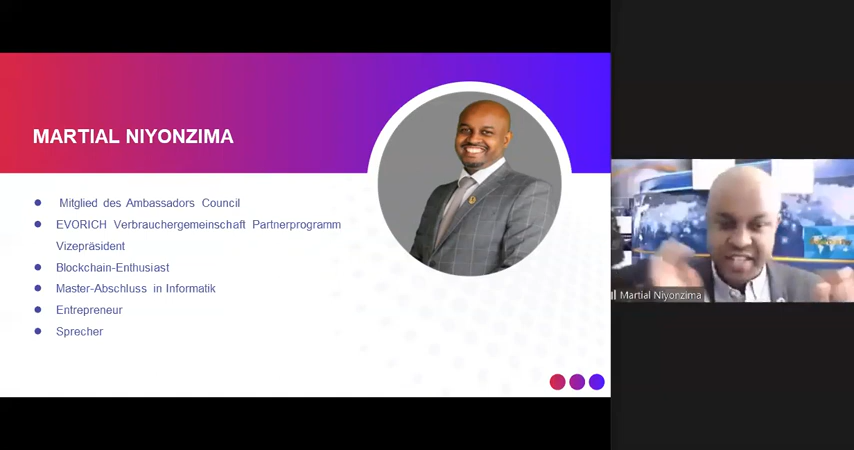 MARTIAL NIYONZIMA
Mitglied des Ambassadors Council
EVORICH Verbrauchergemeinschaft Partnerprogramm
Vizepräsident
Blockchain-Enthusiast
Master-Abschluss in Informatik
Entrepreneur
Sprecher
Martial Niyonzima